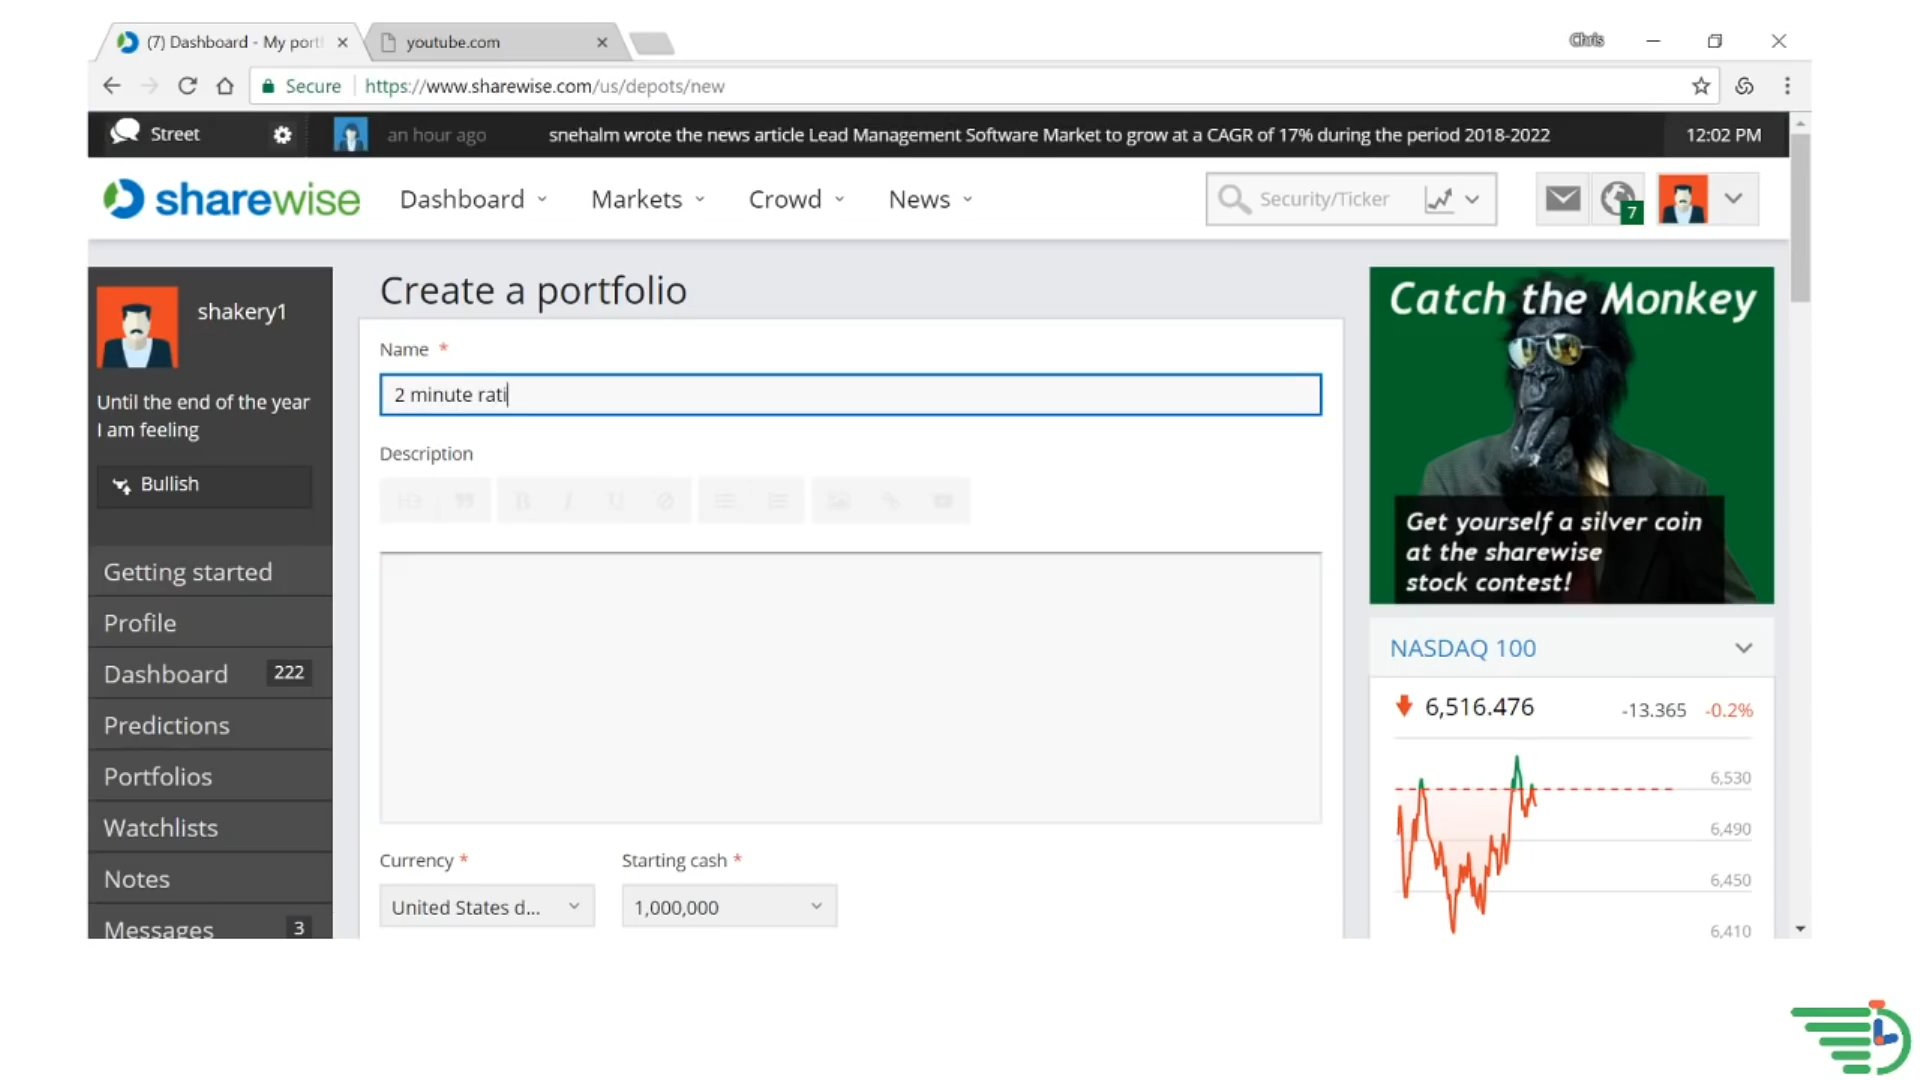 (7) Dashboard - My port
youtube.com
Chris
Secure
https://www.sharewise.com/us/depots/new
Street
an hour ago
snehalm wrote the news article Lead Management Software Market to grow at a CAGR of 17% during the period 2018-2022
12:02 PM
sharewise
Dashboard
Markets
Crowd
News
Security/Ticker
7
shakery1
Until the end of the year
I am feeling
Bullish
Getting started
Profile
Dashboard 222
Predictions
Portfolios
Watchlists
Notes
Messages 3
Create a portfolio
Name *
2 minute rati
Description
B I U
Currency *
Starting cash *
United States d...
1,000,000
Catch the Monkey
Get yourself a silver coin
at the sharewise
stock contest!
NASDAQ 100
6,516.476 -13.365 -0.2%
6,530
6,490
6,450
6,410